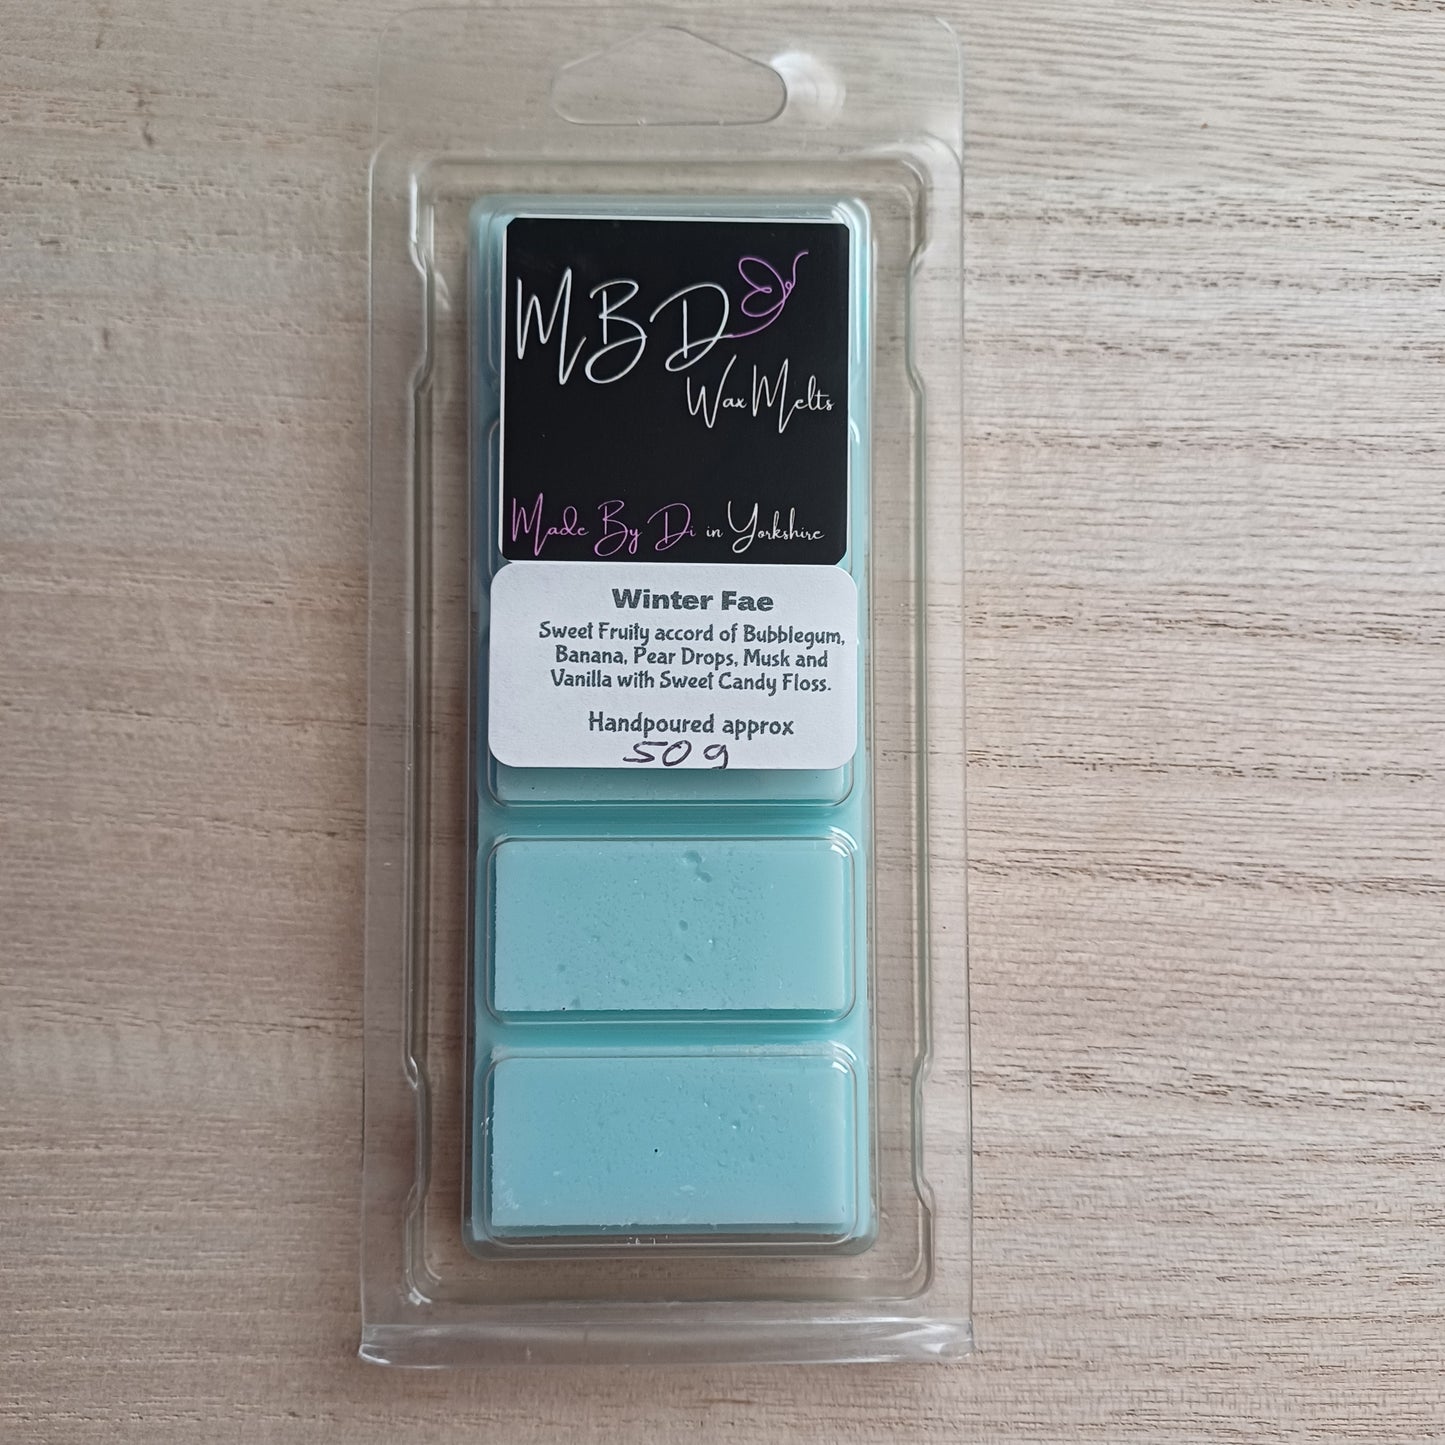 MBD
Wax Melts
Made By Di in Yorkshire
Winter Fae
Sweet Fruity accord of Bubblegum,
Banana, Pear Drops, Musk and
Vanilla with Sweet Candy Floss.
Handpoured approx
50g